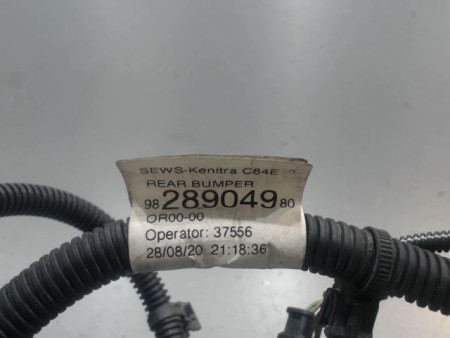 SEWS-Kenitra C84E
REAR BUMPER
98 289049 80
OR00-00
Operator: 37556
28/08/20 21:18:36